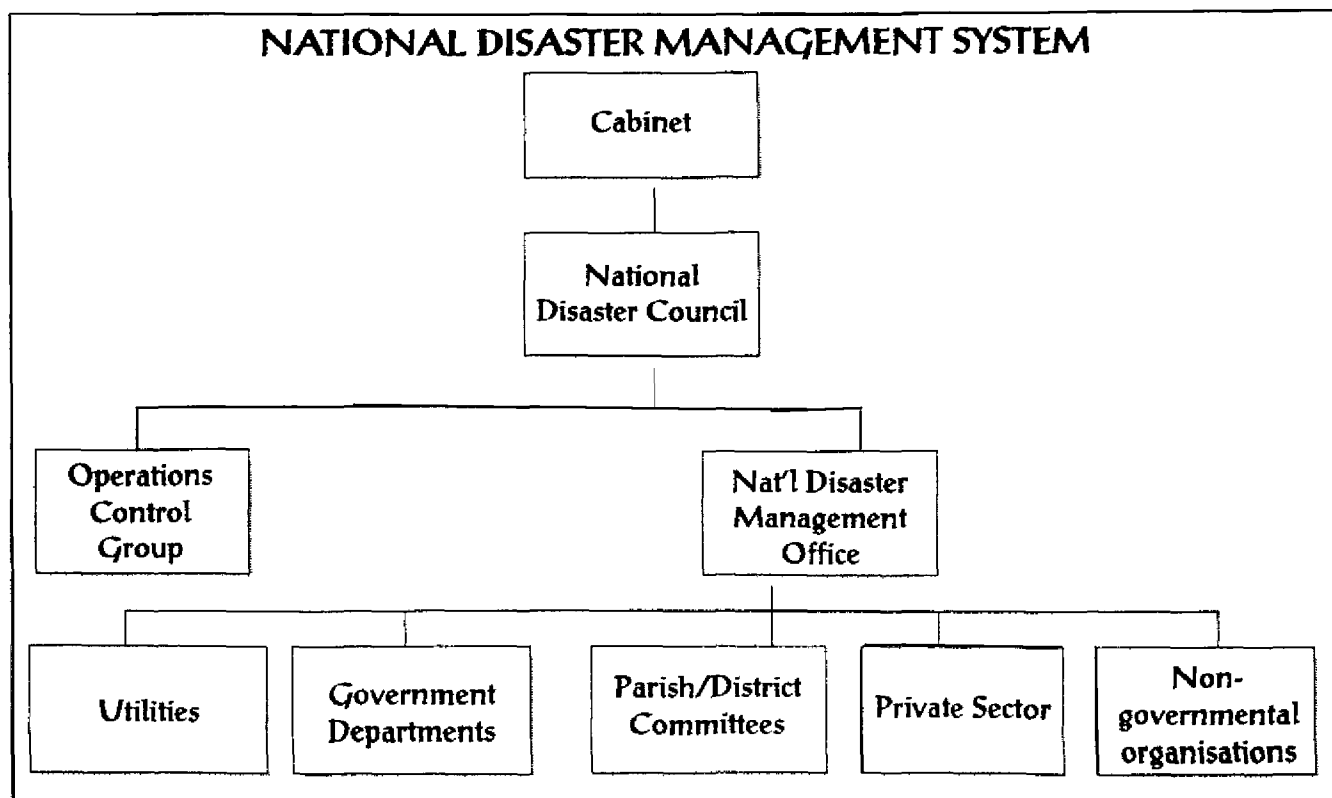 NATIONAL DISASTER MANAGEMENT SYSTEM
Cabinet
National
Disaster Council
Operations
Control
Group
Nat'l Disaster
Management
Office
Utilities
Government
Departments
Parish/District
Committees
Private Sector
Non-
governmental
organisations